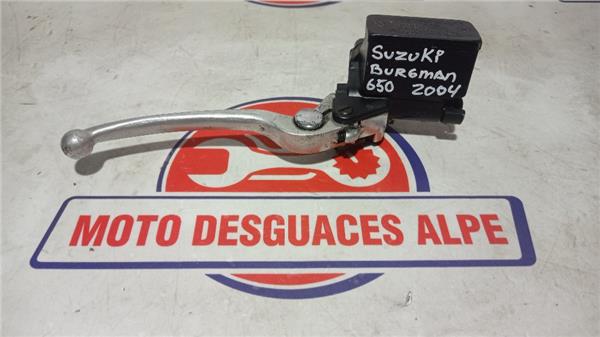 SUZUKI
BURGMAN
650 2004
MOTO DESGUACES ALPE